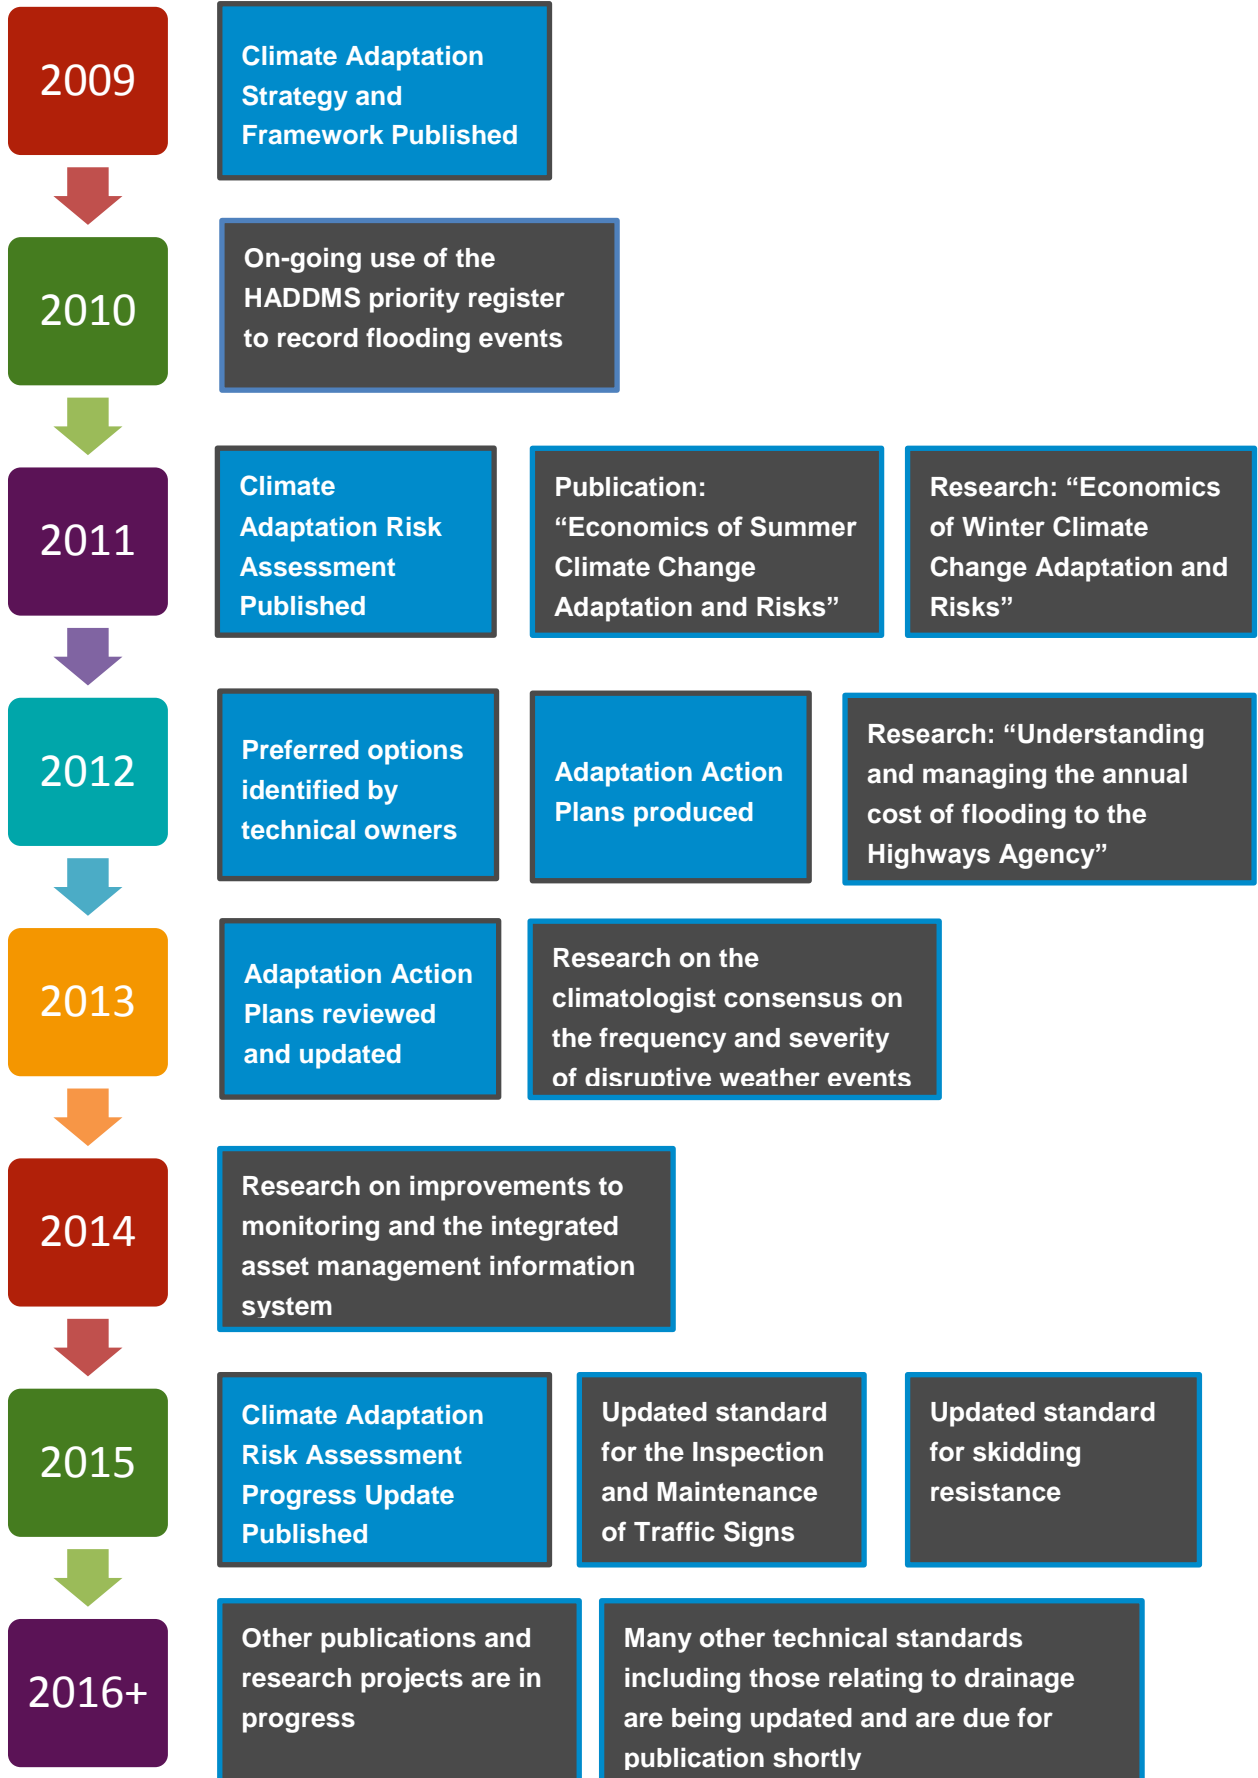 2009
Climate Adaptation
Strategy and
Framework Published
2010
On-going use of the
HADDMS priority register
to record flooding events
2011
Climate
Adaptation Risk
Assessment
Published
Publication:
“Economics of Summer
Climate Change
Adaptation and Risks”
Research: “Economics
of Winter Climate
Change Adaptation and
Risks”
2012
Preferred options
identified by
technical owners
Adaptation Action
Plans produced
Research: “Understanding
and managing the annual
cost of flooding to the
Highways Agency”
2013
Adaptation Action
Plans reviewed
and updated
Research on the
climatologist consensus on
the frequency and severity
of disruptive weather events
2014
Research on improvements to
monitoring and the integrated
asset management information
system
2015
Climate Adaptation
Risk Assessment
Progress Update
Published
Updated standard
for the Inspection
and Maintenance
of Traffic Signs
Updated standard
for skidding
resistance
2016+
Other publications and
research projects are in
progress
Many other technical standards
including those relating to drainage
are being updated and are due for
publication shortly